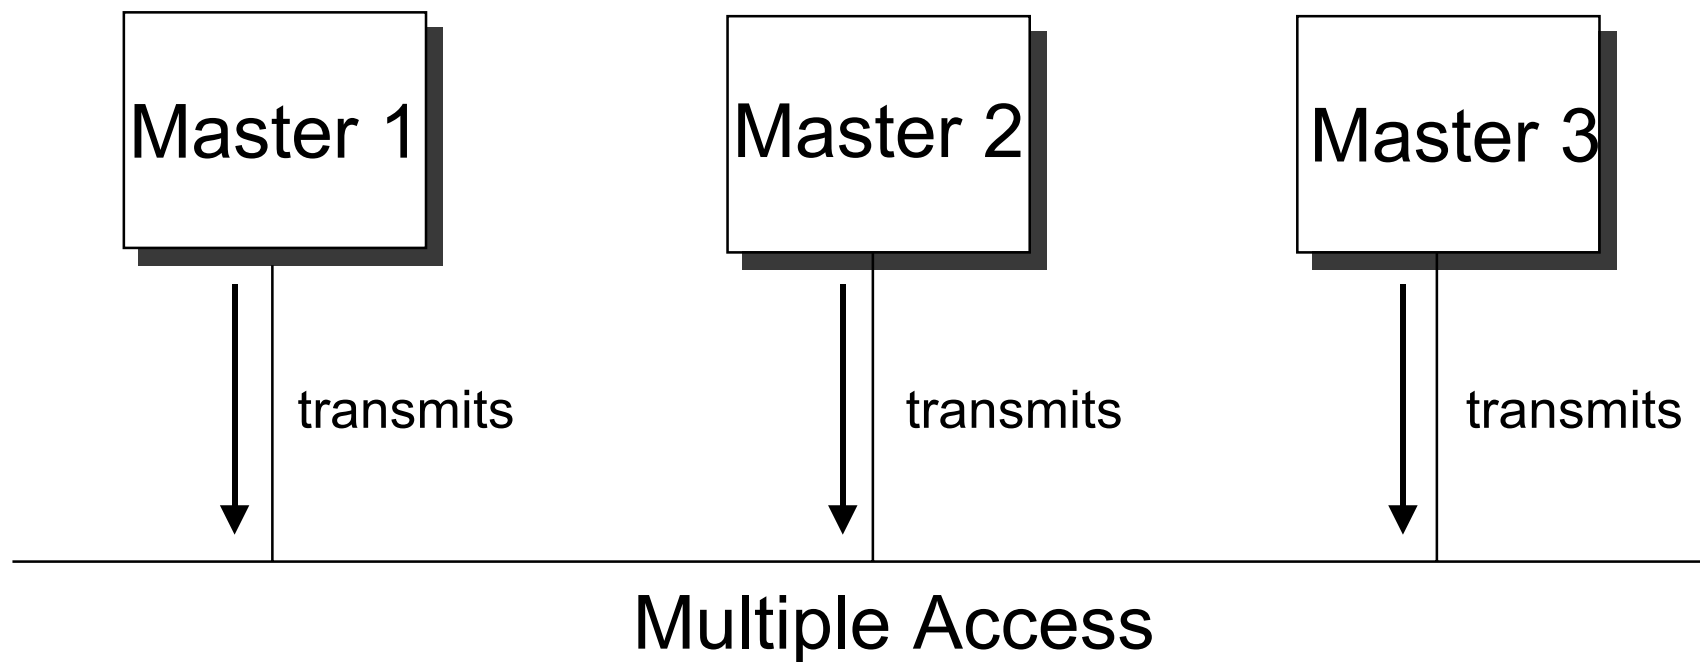 Master 1
Master 2
Master 3
transmits
transmits
transmits
Multiple Access